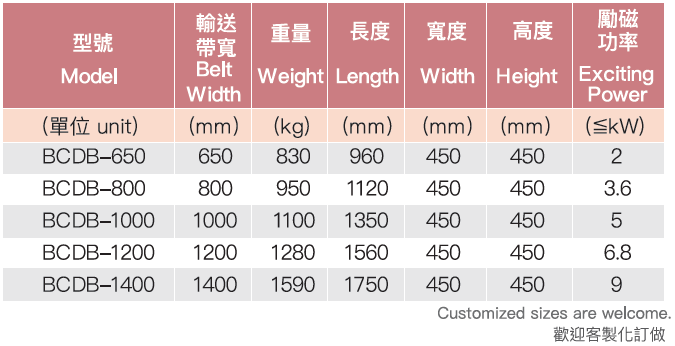 型號 輸送帶寬 重量 長度 寬度 高度 勵磁功率
Model Belt Width Weight Length Width Height Exciting Power
(單位 unit) (mm) (kg) (mm) (mm) (mm) (≦kW)
BCDB–650 650 830 960 450 450 2
BCDB–800 800 950 1120 450 450 3.6
BCDB–1000 1000 1100 1350 450 450 5
BCDB–1200 1200 1280 1560 450 450 6.8
BCDB–1400 1400 1590 1750 450 450 9
Customized sizes are welcome.
歡迎客製化訂做